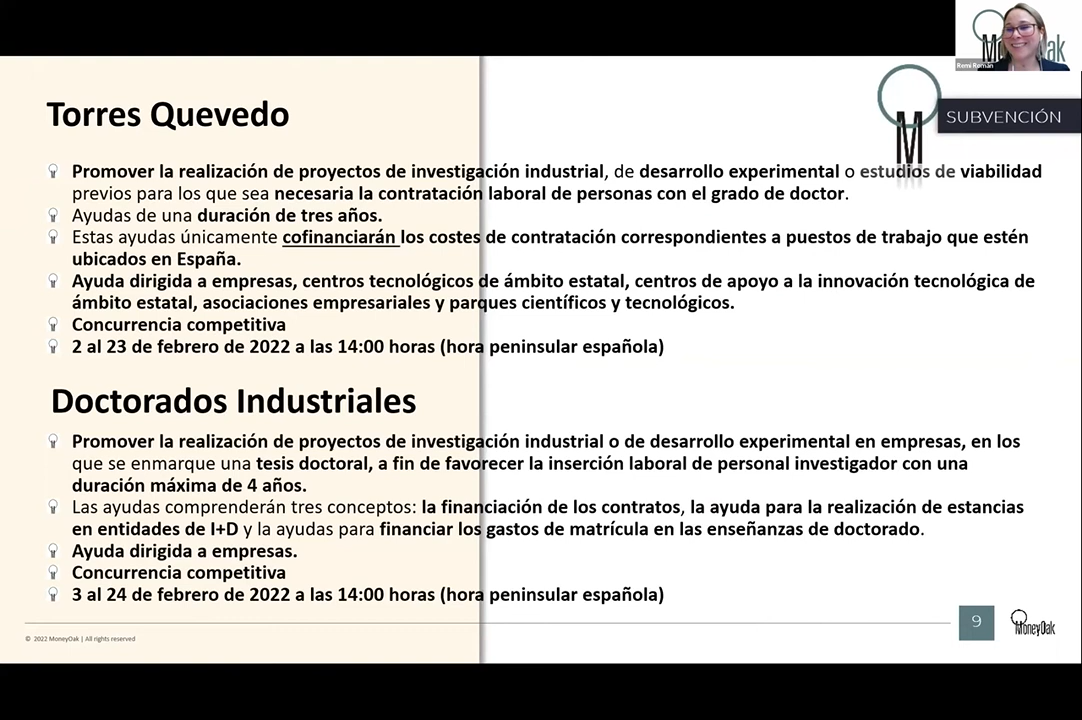 Remi Román
M
SUBVENCIÓN
Torres Quevedo
Promover la realización de proyectos de investigación industrial, de desarrollo experimental o estudios de viabilidad
previos para los que sea necesaria la contratación laboral de personas con el grado de doctor.
Ayudas de una duración de tres años.
Estas ayudas únicamente cofinanciarán los costes de contratación correspondientes a puestos de trabajo que estén
ubicados en España.
Ayuda dirigida a empresas, centros tecnológicos de ámbito estatal, centros de apoyo a la innovación tecnológica de
ámbito estatal, asociaciones empresariales y parques científicos y tecnológicos.
Concurrencia competitiva
2 al 23 de febrero de 2022 a las 14:00 horas (hora peninsular española)
Doctorados Industriales
Promover la realización de proyectos de investigación industrial o de desarrollo experimental en empresas, en los
que se enmarque una tesis doctoral, a fin de favorecer la inserción laboral de personal investigador con una
duración máxima de 4 años.
Las ayudas comprenderán tres conceptos: la financiación de los contratos, la ayuda para la realización de estancias
en entidades de I+D y la ayudas para financiar los gastos de matrícula en las enseñanzas de doctorado.
Ayuda dirigida a empresas.
Concurrencia competitiva
3 al 24 de febrero de 2022 a las 14:00 horas (hora peninsular española)
© 2022 MoneyOak | All rights reserved
9
MoneyOak